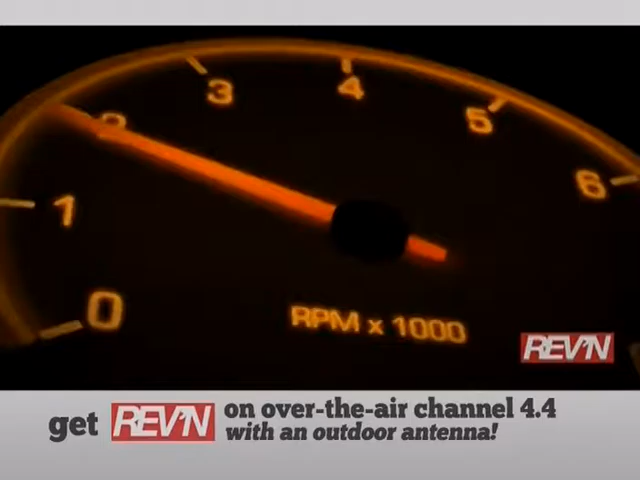 3
4
2
5
6
1
0
RPM x 1000
REV'N
get REV'N on over-the-air channel 4.4
with an outdoor antenna!